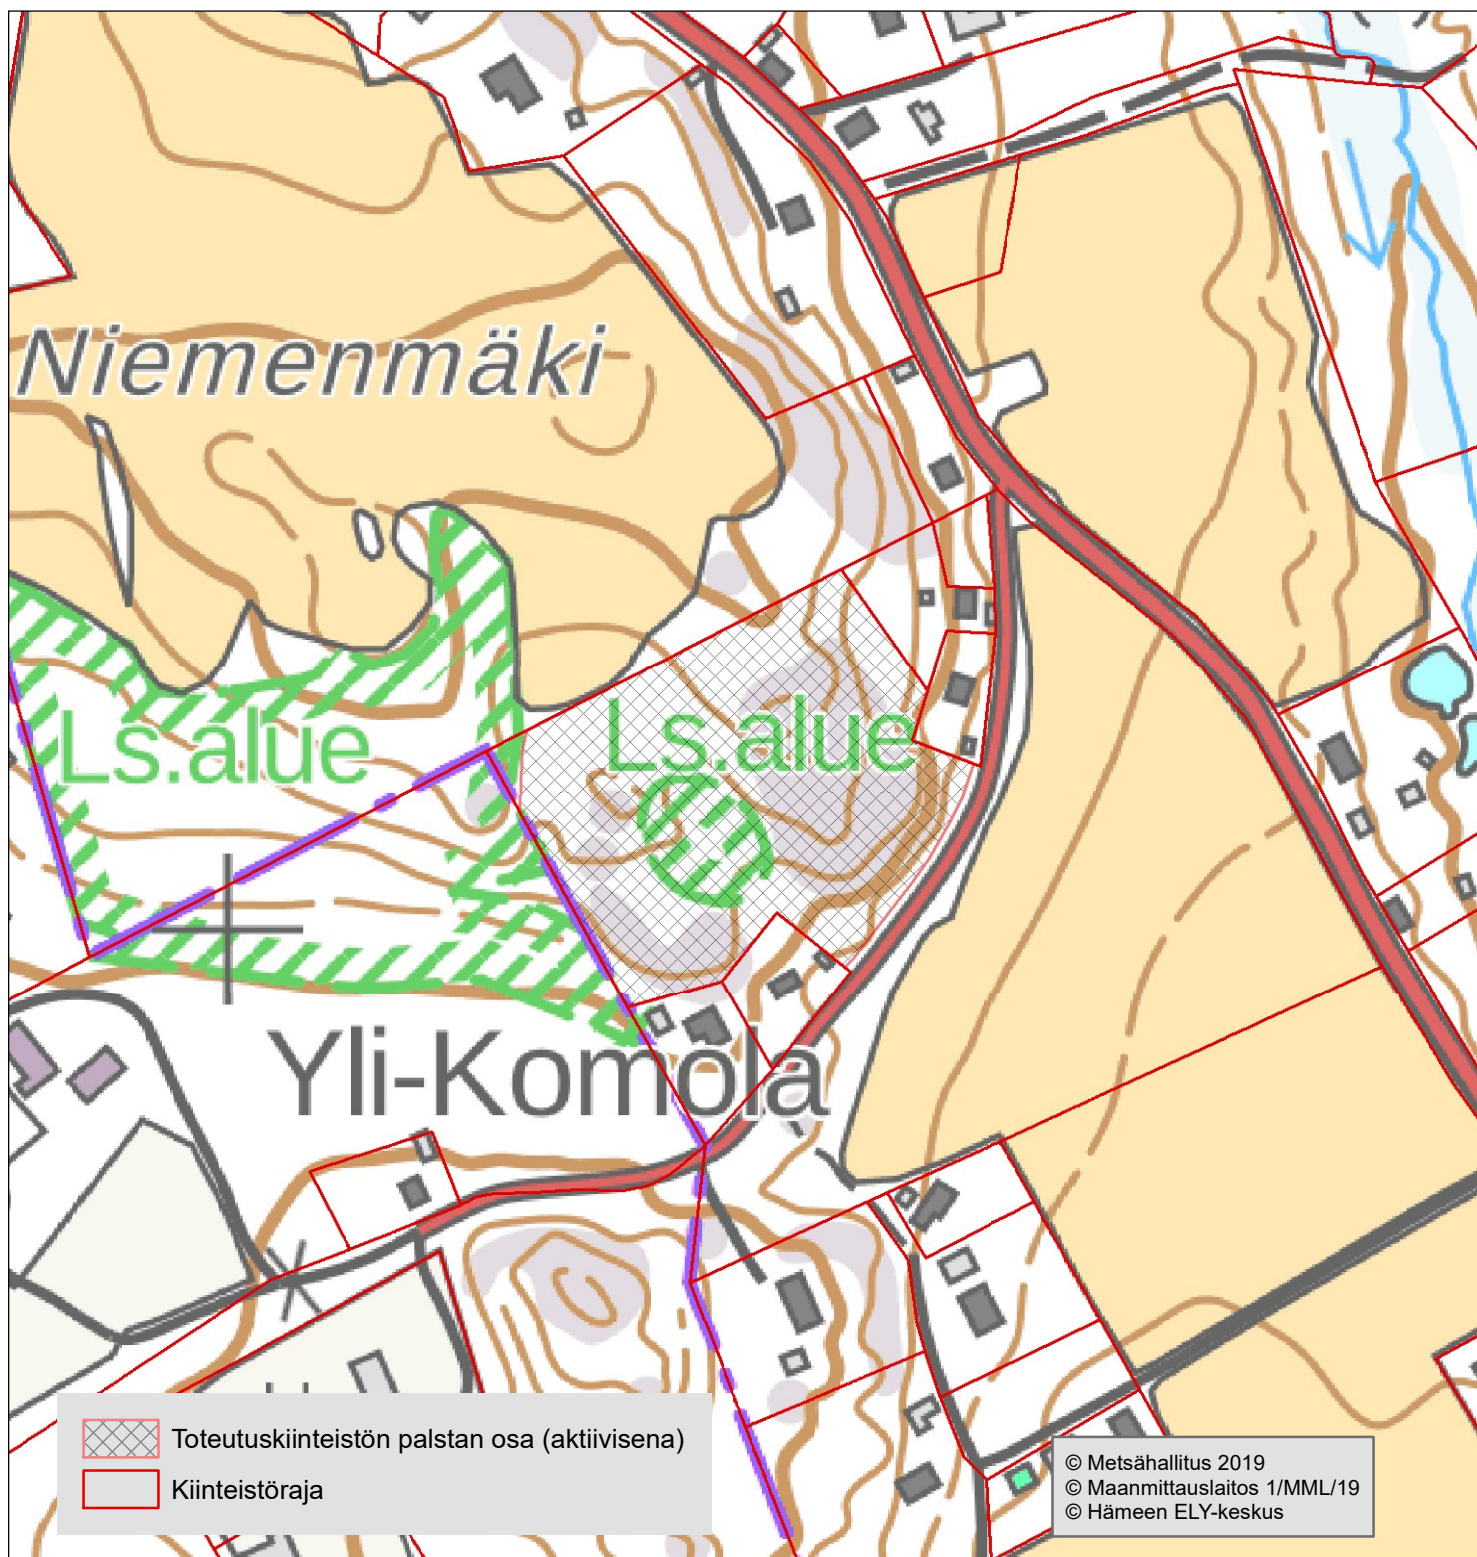 Niemenmäki
Ls.alue
Ls.alue
Yli-Komola
Toteutuskiinteistön palstan osa (aktiivisena)
Kiinteistöraja
© Metsähallitus 2019
© Maanmittauslaitos 1/MML/19
© Hämeen ELY-keskus